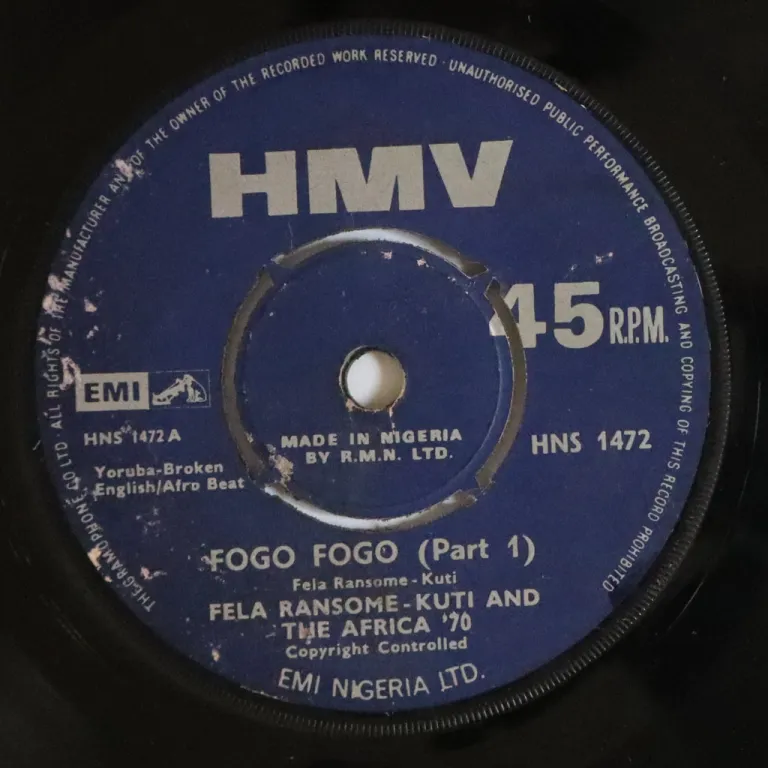 THE GRAMOPHONE CO LTD · ALL RIGHTS OF THE MANUFACTURER AND OF THE OWNER OF THE RECORDED WORK RESERVED · UNAUTHORISED PUBLIC PERFORMANCE BROADCASTING AND COPYING OF THIS RECORD PROHIBITED
HMV
45 R.P.M.
EMI
HNS 1472 A
MADE IN NIGERIA
BY R.M.N. LTD.
HNS 1472
Yoruba-Broken
English/Afro Beat
FOGO FOGO (Part 1)
Fela Ransome-Kuti
FELA RANSOME-KUTI AND
THE AFRICA '70
Copyright Controlled
EMI NIGERIA LTD.